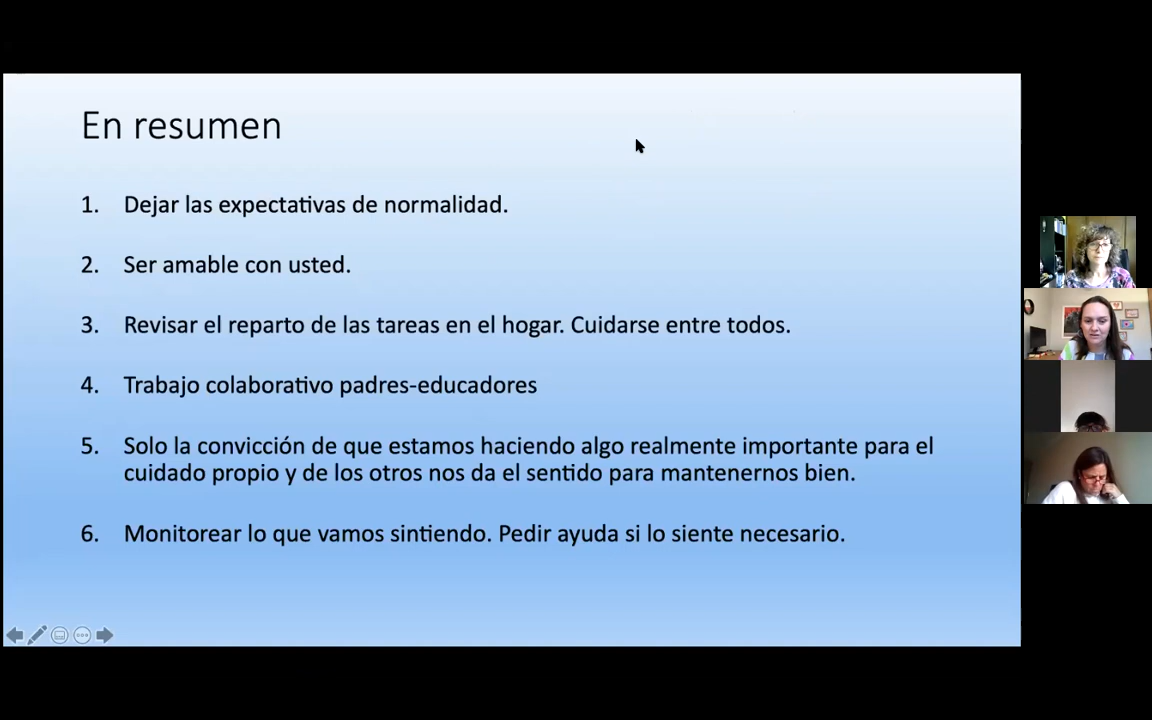 En resumen
1. Dejar las expectativas de normalidad.
2. Ser amable con usted.
3. Revisar el reparto de las tareas en el hogar. Cuidarse entre todos.
4. Trabajo colaborativo padres-educadores
5. Solo la convicción de que estamos haciendo algo realmente importante para el
cuidado propio y de los otros nos da el sentido para mantenernos bien.
6. Monitorear lo que vamos sintiendo. Pedir ayuda si lo siente necesario.